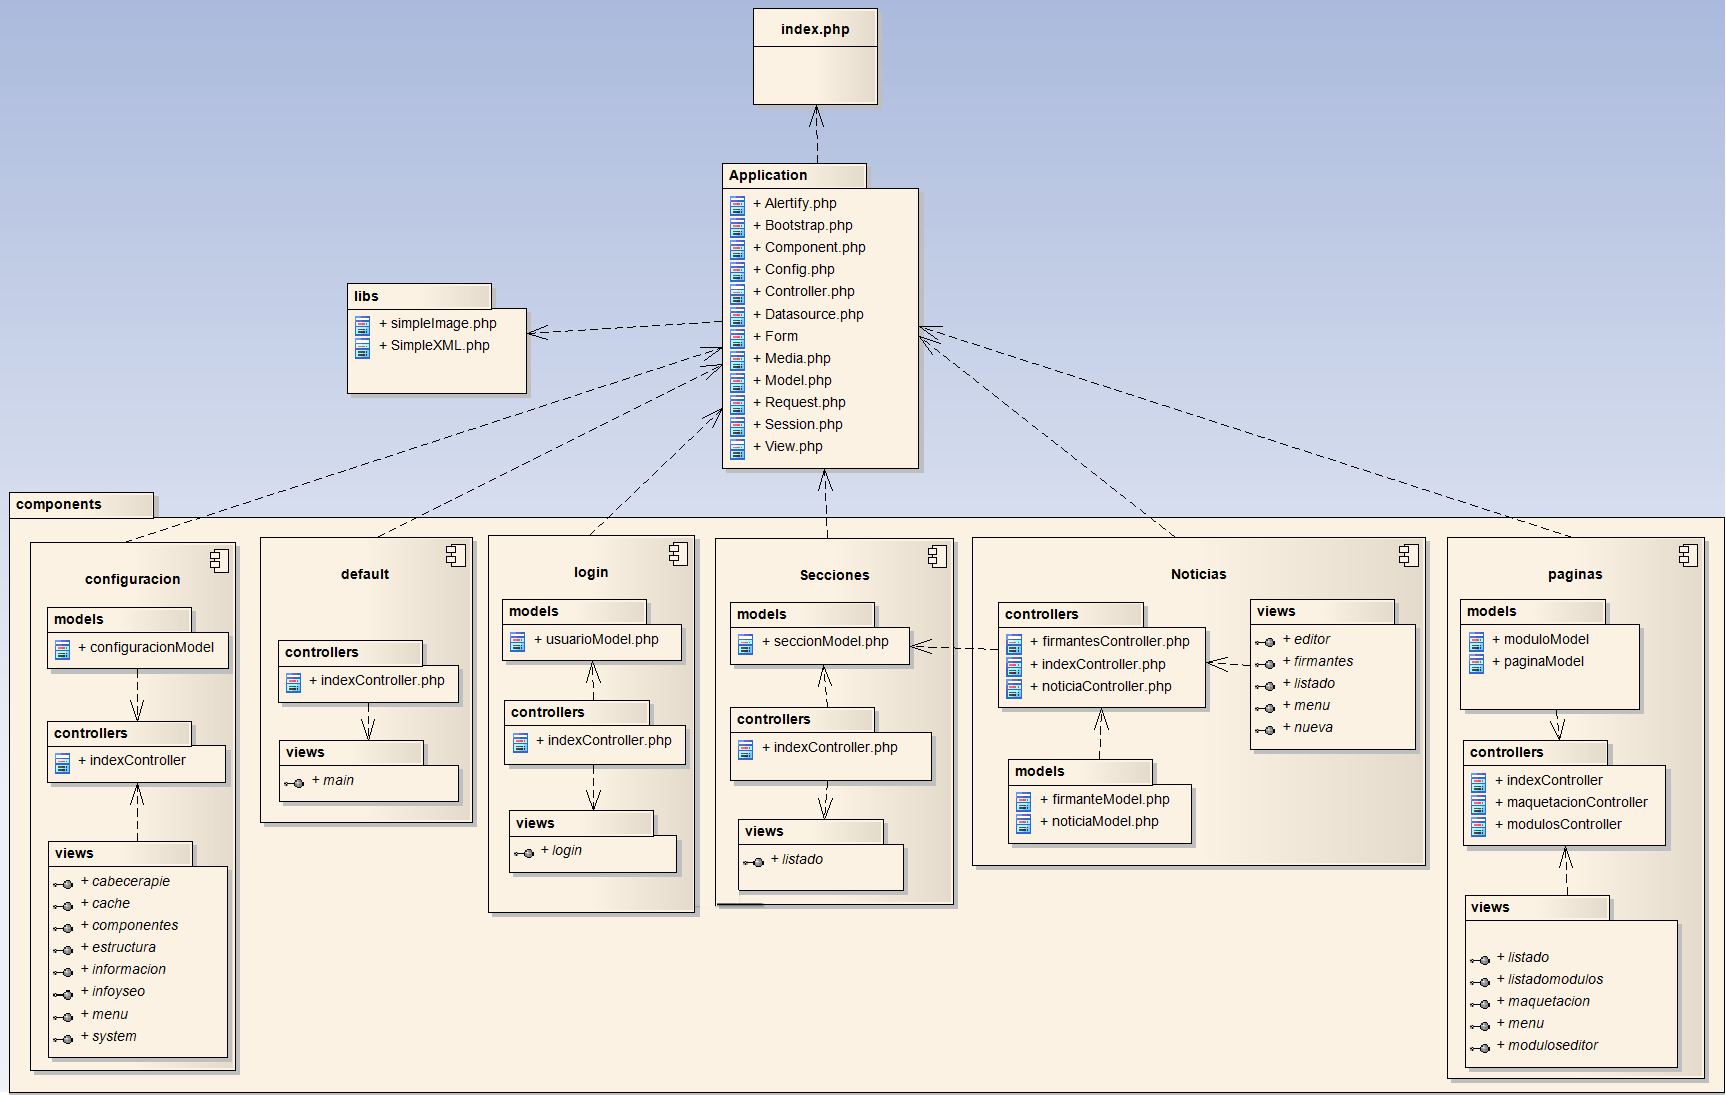 index.php
Application
+ Alertify.php
+ Bootstrap.php
+ Component.php
+ Config.php
+ Controller.php
+ Datasource.php
+ Form
+ Media.php
+ Model.php
+ Request.php
+ Session.php
+ View.php
libs
+ simpleImage.php
+ SimpleXML.php
components
configuracion
models
+ configuracionModel
controllers
+ indexController
views
+ cabecerapie
+ cache
+ componentes
+ estructura
+ informacion
+ infoyseo
+ menu
+ system
default
controllers
+ indexController.php
views
+ main
login
models
+ usuarioModel.php
controllers
+ indexController.php
views
+ login
Secciones
models
+ seccionModel.php
controllers
+ indexController.php
views
+ listado
Noticias
controllers
+ firmantesController.php
+ indexController.php
+ noticiaController.php
views
+ editor
+ firmantes
+ listado
+ menu
+ nueva
models
+ firmanteModel.php
+ noticiaModel.php
paginas
models
+ moduloModel
+ paginaModel
controllers
+ indexController
+ maquetacionController
+ modulosController
views
+ listado
+ listadomodulos
+ maquetacion
+ menu
+ moduloseditor